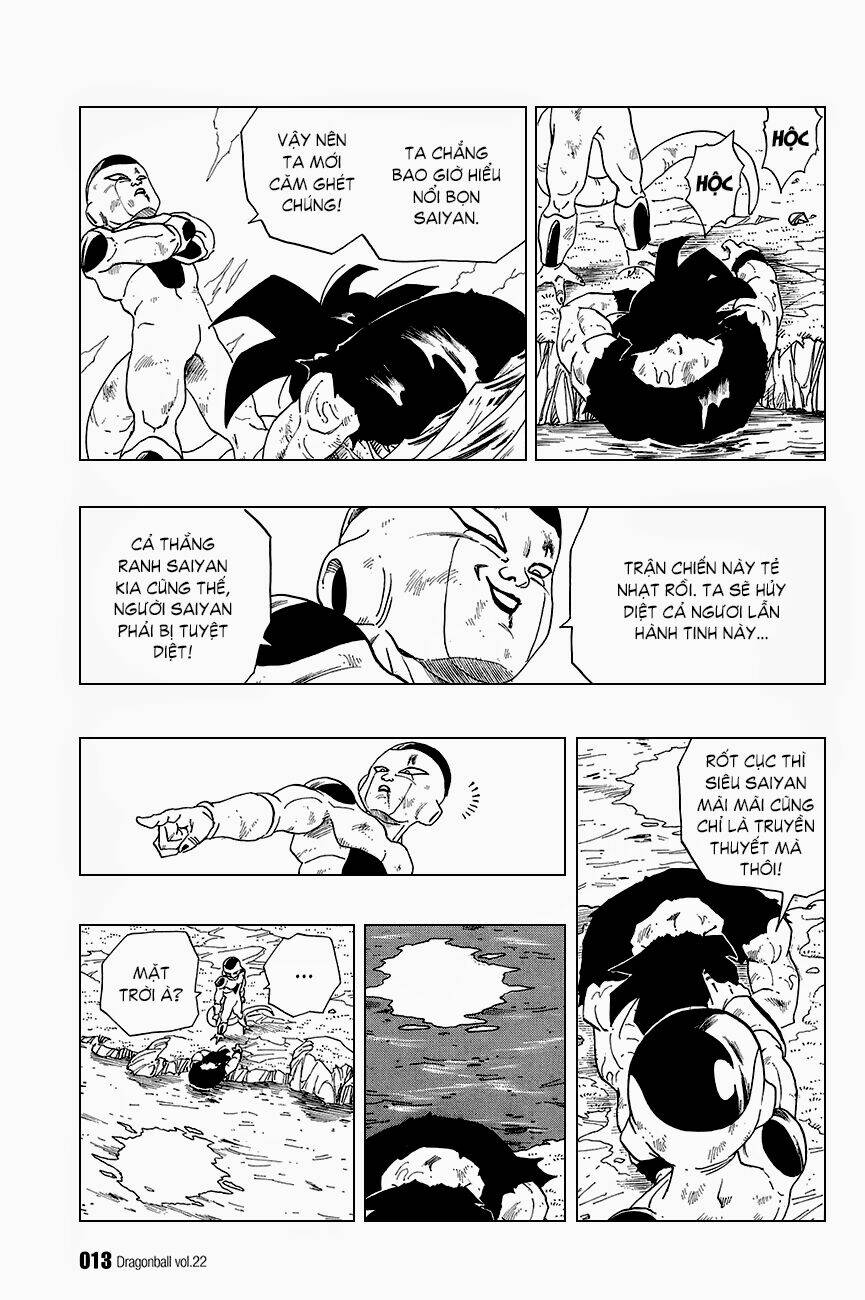 HỘC
HỘC
TA CHẲNG
BAO GIỜ HIỂU
NỔI BỌN
SAIYAN.
VẬY NÊN
TA MỚI
CĂM GHÉT
CHÚNG!
TRẬN CHIẾN NÀY TẺ
NHẠT RỒI. TA SẼ HỦY
DIỆT CẢ NGƯƠI LẪN
HÀNH TINH NÀY...
CẢ THẰNG
RANH SAIYAN
KIA CŨNG THẾ,
NGƯỜI SAIYAN
PHẢI BỊ TUYỆT
DIỆT!
RỐT CỤC THÌ
SIÊU SAIYAN
MÃI MÃI CŨNG
CHỈ LÀ TRUYỀN
THUYẾT MÀ
THÔI!
...
MẶT
TRỜI À?
013 Dragonball vol.22